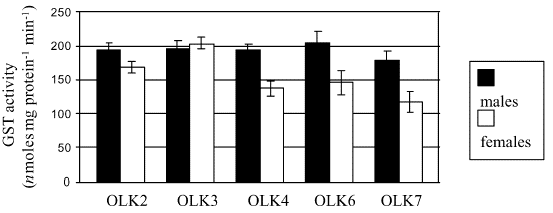 GST activity
(nmoles mg protein⁻¹ min⁻¹)
250
200
150
100
50
0
OLK2 OLK3 OLK4 OLK6 OLK7
males
females